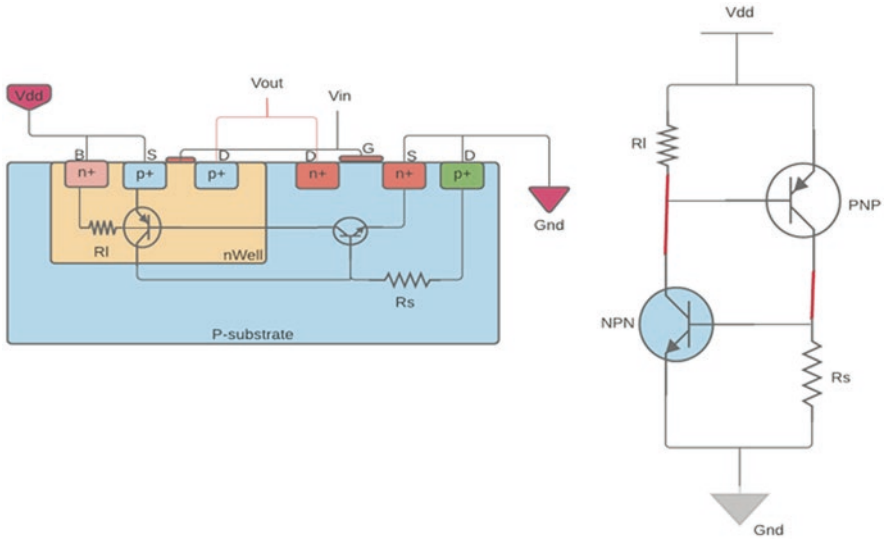 Vdd
Vout
Vin
B S D D G S D
n+ p+ p+ n+ n+ p+
Rl
nWell
Rs
P-substrate
Gnd
Vdd
Rl
PNP
NPN
Rs
Gnd